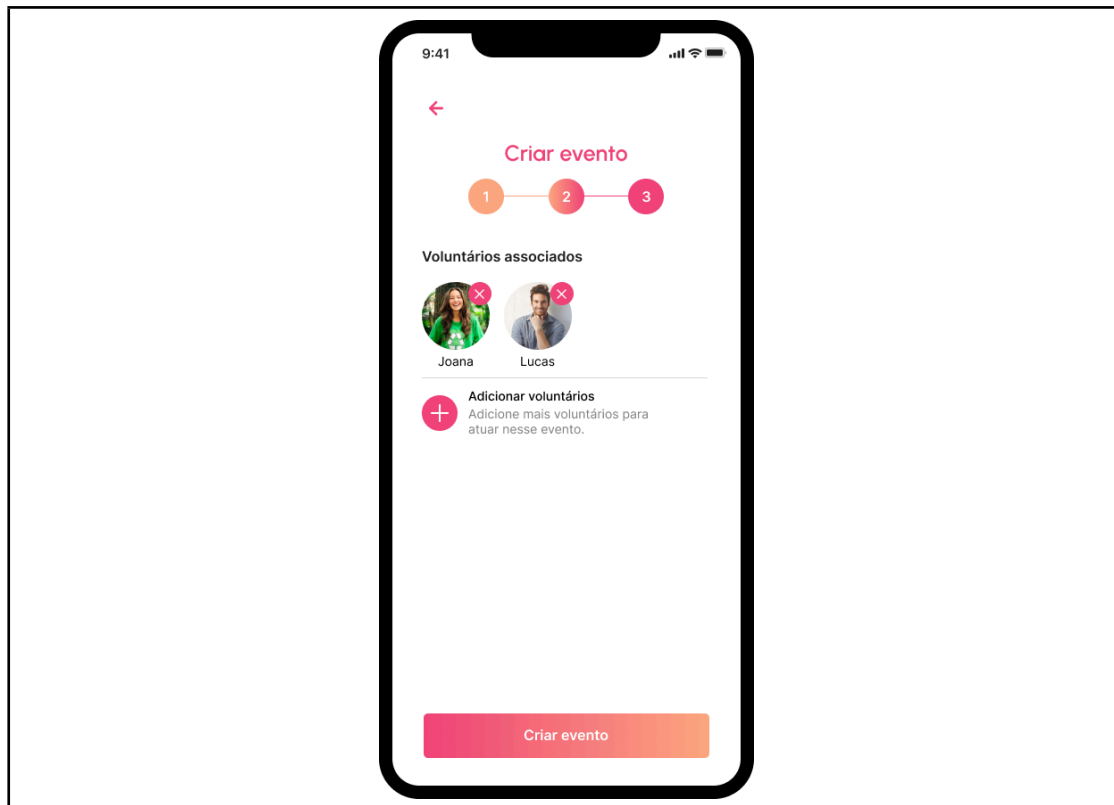 9:41
Criar evento
1 2 3
Voluntários associados
Joana Lucas
Adicionar voluntários
Adicione mais voluntários para
atuar nesse evento.
Criar evento